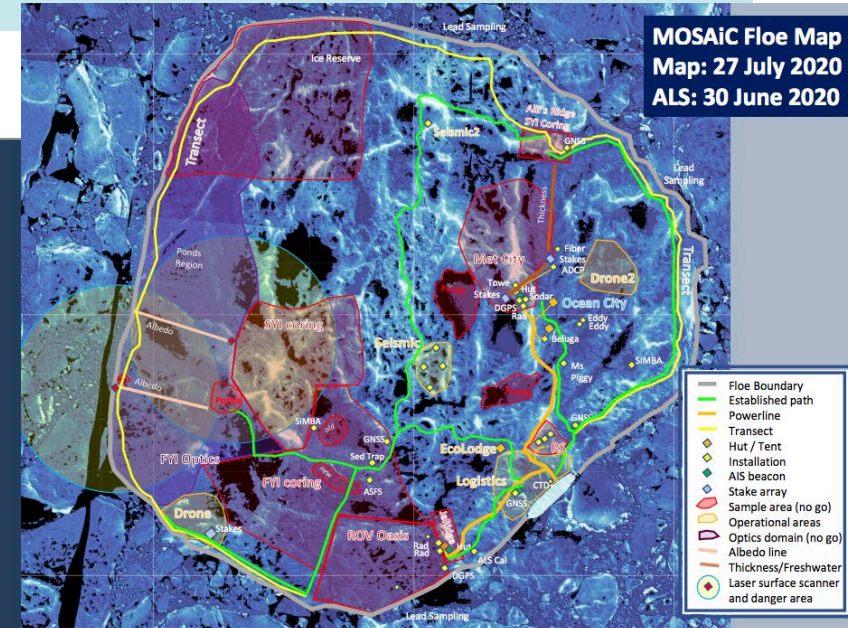 MOSAiC Floe Map
Map: 27 July 2020
ALS: 30 June 2020
Lead Sampling
Ice Reserve
Transect
Seismic2
Alli's Ridge
SYI Coring
GNSS
Lead
Sampling
Thickness
Ponds
Region
Met City
Fiber
Stakes
ADCP
Drone2
Transect
Towe
Hut
Stakes
Sodar
DGPS
Rad
Ocean City
Eddy
Eddy
Beluga
Albedo
SYI coring
Seismic
Ms
Piggy
SIMBA
Albedo
Ponds
SIMBA
old
GNSS
GNSS
FYI Optics
Sed Trap
EcoLodge
RS
FYI coring
new
ASFS
Logistics
CTD
GNSS
Drone
Stakes
ROV Oasis
Rad
Rad
Hut
ALS Cal
DGPS
Lead Sampling
Floe Boundary
Established path
Powerline
Transect
Hut / Tent
Installation
AIS beacon
Stake array
Sample area (no go)
Operational areas
Optics domain (no go)
Albedo line
Thickness/Freshwater
Laser surface scanner
and danger area